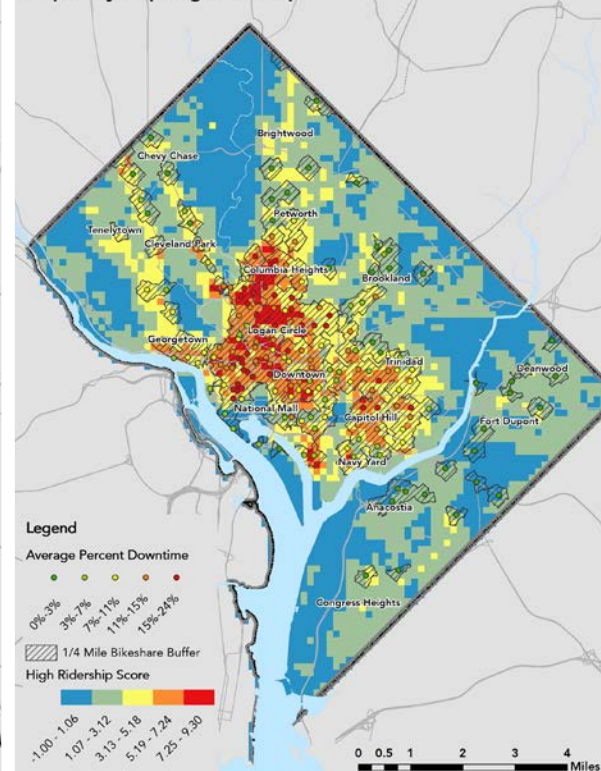 Brightwood
Chevy Chase
Petworth
Tenelytown
Cleveland Park
Columbia Heights
Brookland
Logan Circle
Georgetown
Trinidad
Deanwood
Downtown
National Mall
Capitol Hill
Fort Dupont
Navy Yard
Anacostia
Congress Heights
Legend
Average Percent Downtime
0%-3%
3%-7%
7%-11%
11%-15%
15%-24%
1/4 Mile Bikeshare Buffer
High Ridership Score
-1.00 - 1.06
1.07 - 3.12
3.13 - 5.18
5.19 - 7.24
7.25 - 9.30
0 0.5 1 2 3 4
Miles